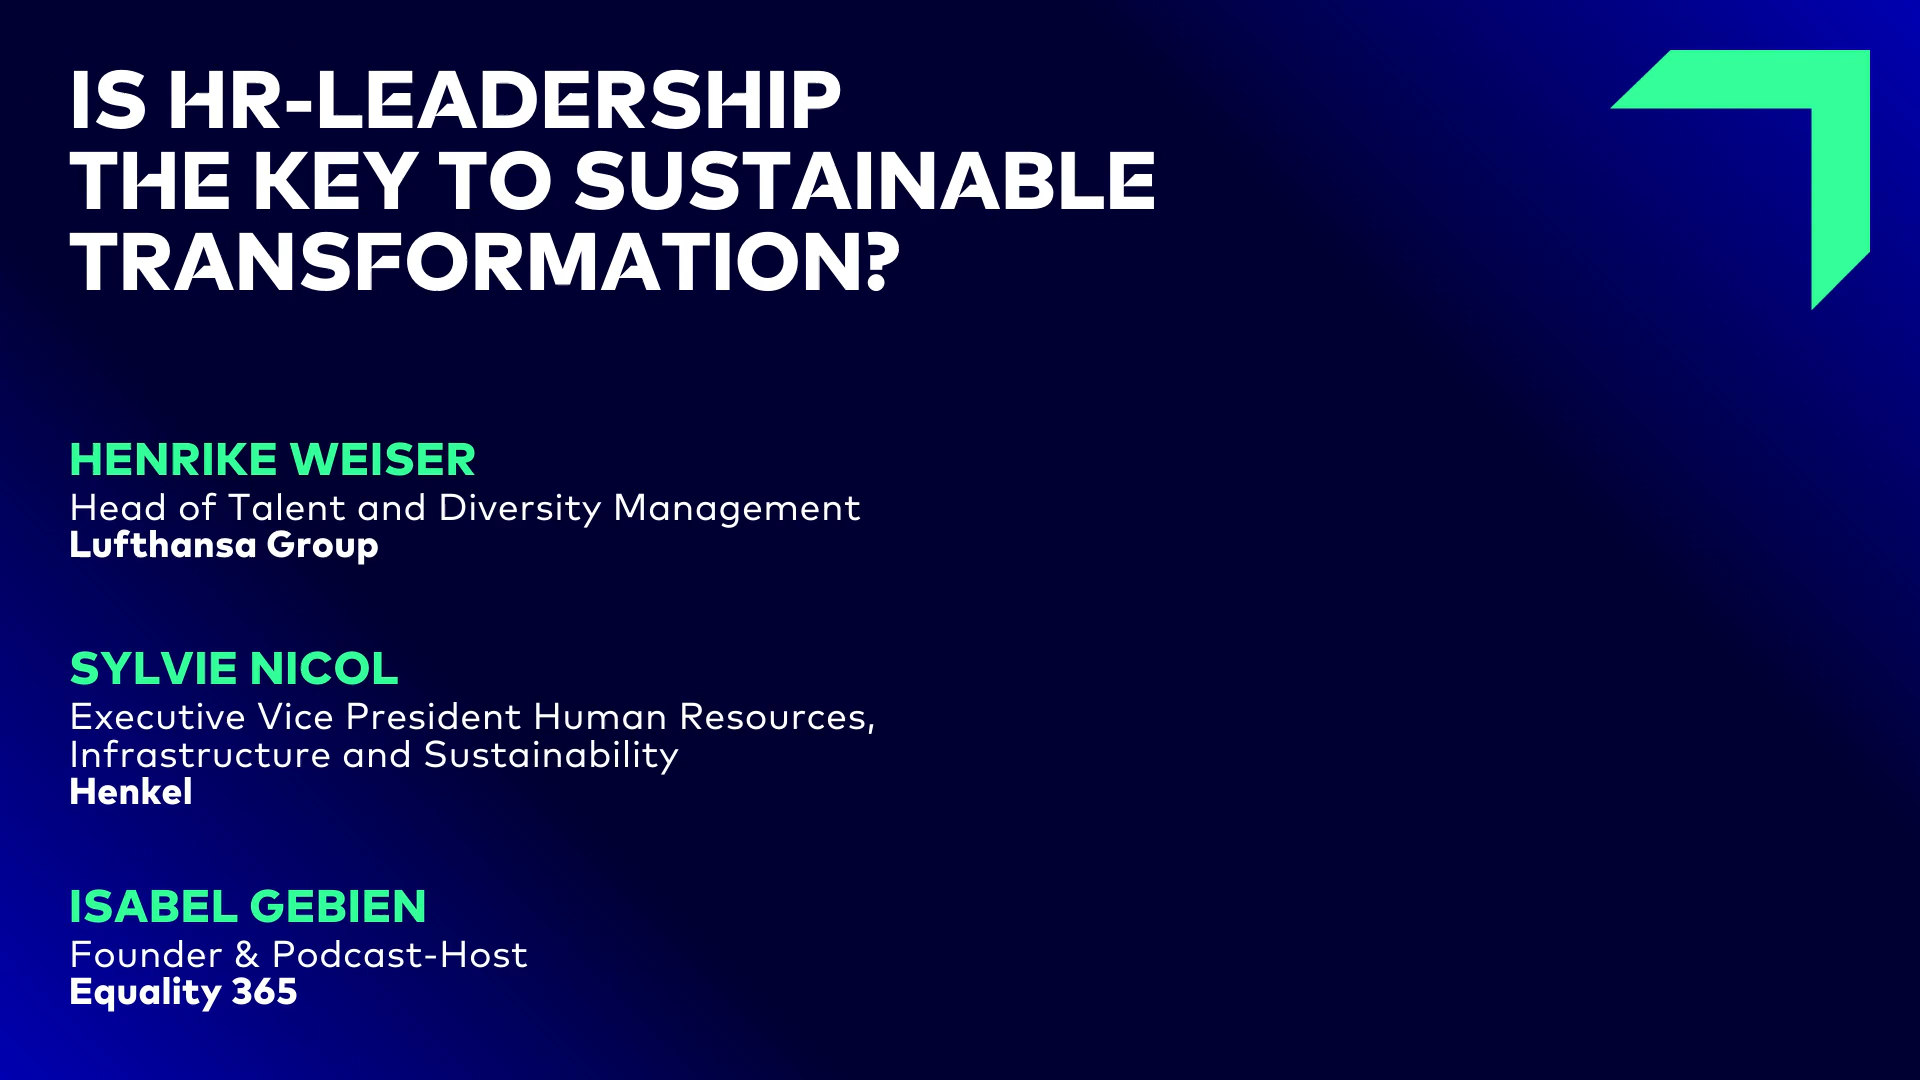 IS HR-LEADERSHIP
THE KEY TO SUSTAINABLE
TRANSFORMATION?
HENRIKE WEISER
Head of Talent and Diversity Management
Lufthansa Group
SYLVIE NICOL
Executive Vice President Human Resources,
Infrastructure and Sustainability
Henkel
ISABEL GEBIEN
Founder & Podcast-Host
Equality 365